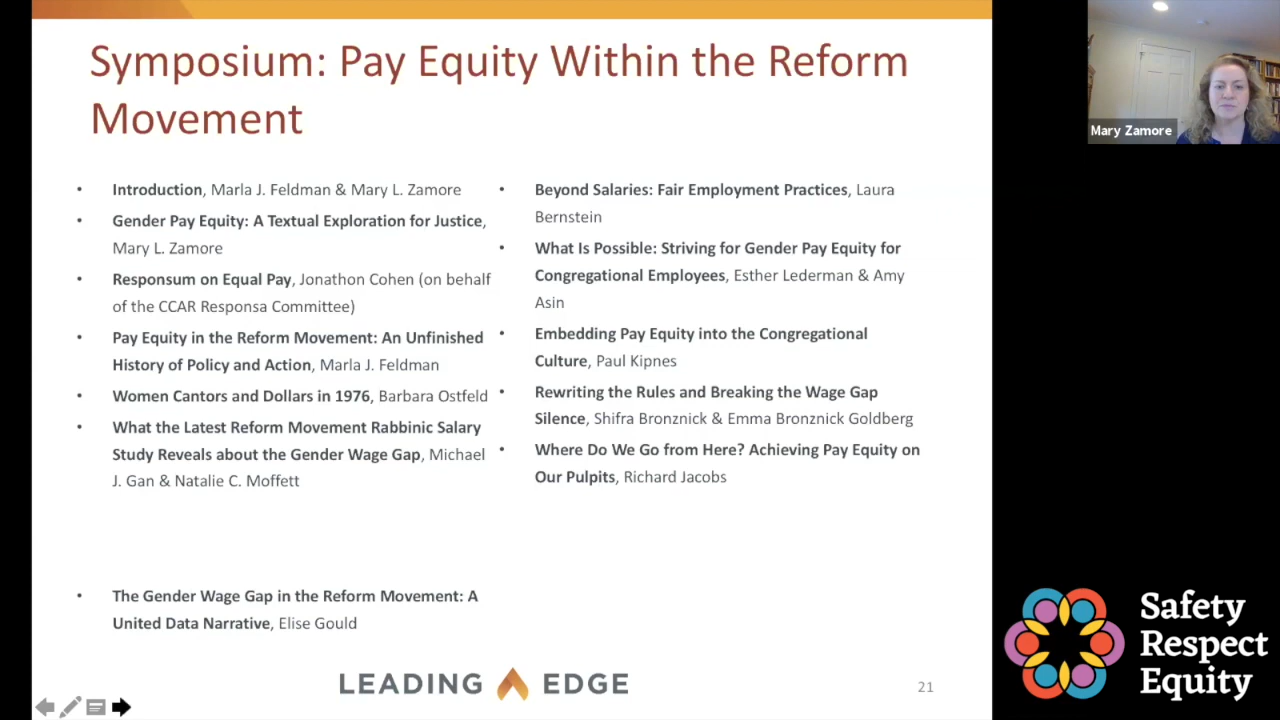 Symposium: Pay Equity Within the Reform
Movement
• Introduction, Marla J. Feldman & Mary L. Zamore
• Gender Pay Equity: A Textual Exploration for Justice,
Mary L. Zamore
• Responsum on Equal Pay, Jonathon Cohen (on behalf
of the CCAR Responsa Committee)
• Pay Equity in the Reform Movement: An Unfinished
History of Policy and Action, Marla J. Feldman
• Women Cantors and Dollars in 1976, Barbara Ostfeld
• What the Latest Reform Movement Rabbinic Salary
Study Reveals about the Gender Wage Gap, Michael
J. Gan & Natalie C. Moffett
• The Gender Wage Gap in the Reform Movement: A
United Data Narrative, Elise Gould
• Beyond Salaries: Fair Employment Practices, Laura
Bernstein
• What Is Possible: Striving for Gender Pay Equity for
Congregational Employees, Esther Lederman & Amy
Asin
• Embedding Pay Equity into the Congregational
Culture, Paul Kipnes
• Rewriting the Rules and Breaking the Wage Gap
Silence, Shifra Bronznick & Emma Bronznick Goldberg
• Where Do We Go from Here? Achieving Pay Equity on
Our Pulpits, Richard Jacobs
LEADING EDGE
21
Mary Zamore
Safety
Respect
Equity